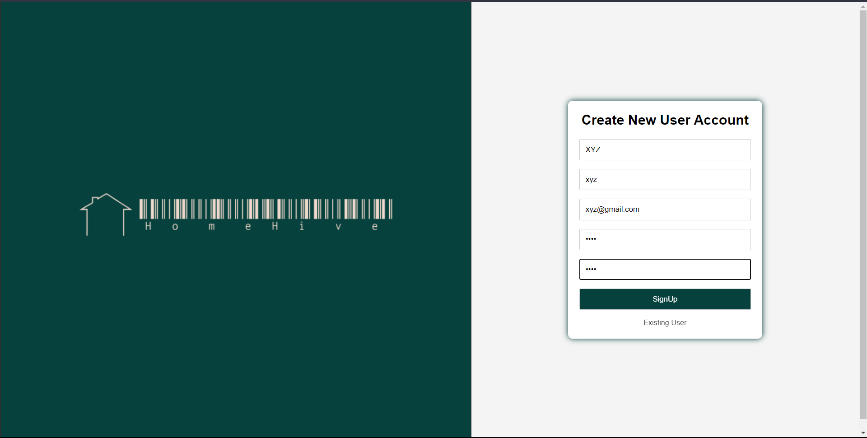 HomeHive
Create New User Account
XYZ
xyz
xyz@gmail.com
••••
••••
SignUp
Existing User